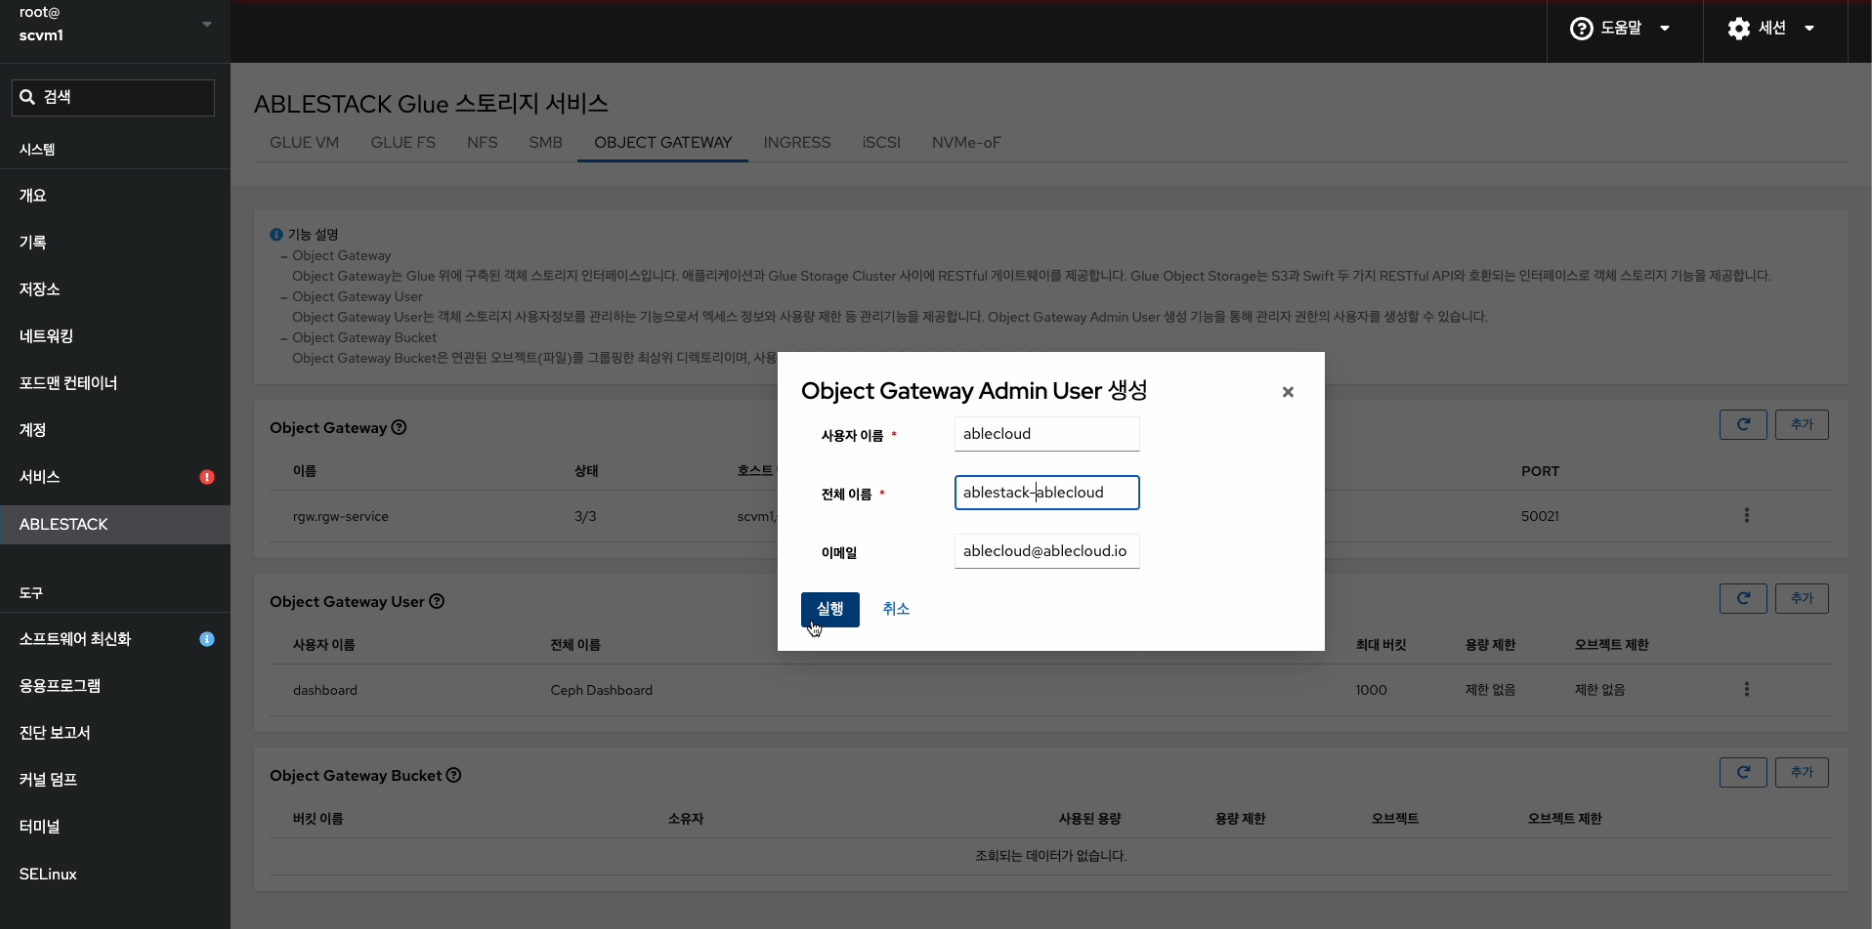 root@
scvm1
도움말
세션
검색
시스템
개요
기록
저장소
네트워킹
포드맨 컨테이너
계정
서비스
ABLESTACK
도구
소프트웨어 최신화
응용프로그램
진단 보고서
커널 덤프
터미널
SELinux
ABLESTACK Glue 스토리지 서비스
GLUE VM GLUE FS NFS SMB OBJECT GATEWAY INGRESS iSCSI NVMe-oF
기능 설명
– Object Gateway
Object Gateway는 Glue 위에 구축된 객체 스토리지 인터페이스입니다. 애플리케이션과 Glue Storage Cluster 사이에 RESTful 게이트웨이를 제공합니다. Glue Object Storage는 S3과 Swift 두 가지 RESTful API와 호환되는 인터페이스로 객체 스토리지 기능을 제공합니다.
– Object Gateway User
Object Gateway User는 객체 스토리지 사용자정보를 관리하는 기능으로서 엑세스 정보와 사용량 제한 등 관리기능을 제공합니다. Object Gateway Admin User 생성 기능을 통해 관리자 권한의 사용자를 생성할 수 있습니다.
– Object Gateway Bucket
Object Gateway Bucket은 연관된 오브젝트(파일)를 그룹핑한 최상위 디렉토리이며, 사용
Object Gateway
추가
이름 상태 호스트 PORT
rgw.rgw-service 3/3 scvm1, 50021
Object Gateway Admin User 생성
사용자 이름 * ablecloud
전체 이름 * ablestack-ablecloud
이메일 ablecloud@ablecloud.io
실행 취소
Object Gateway User
추가
사용자 이름 전체 이름 최대 버킷 용량 제한 오브젝트 제한
dashboard Ceph Dashboard 1000 제한 없음 제한 없음
Object Gateway Bucket
추가
버킷 이름 소유자 사용된 용량 용량 제한 오브젝트 오브젝트 제한
조회되는 데이터가 없습니다.